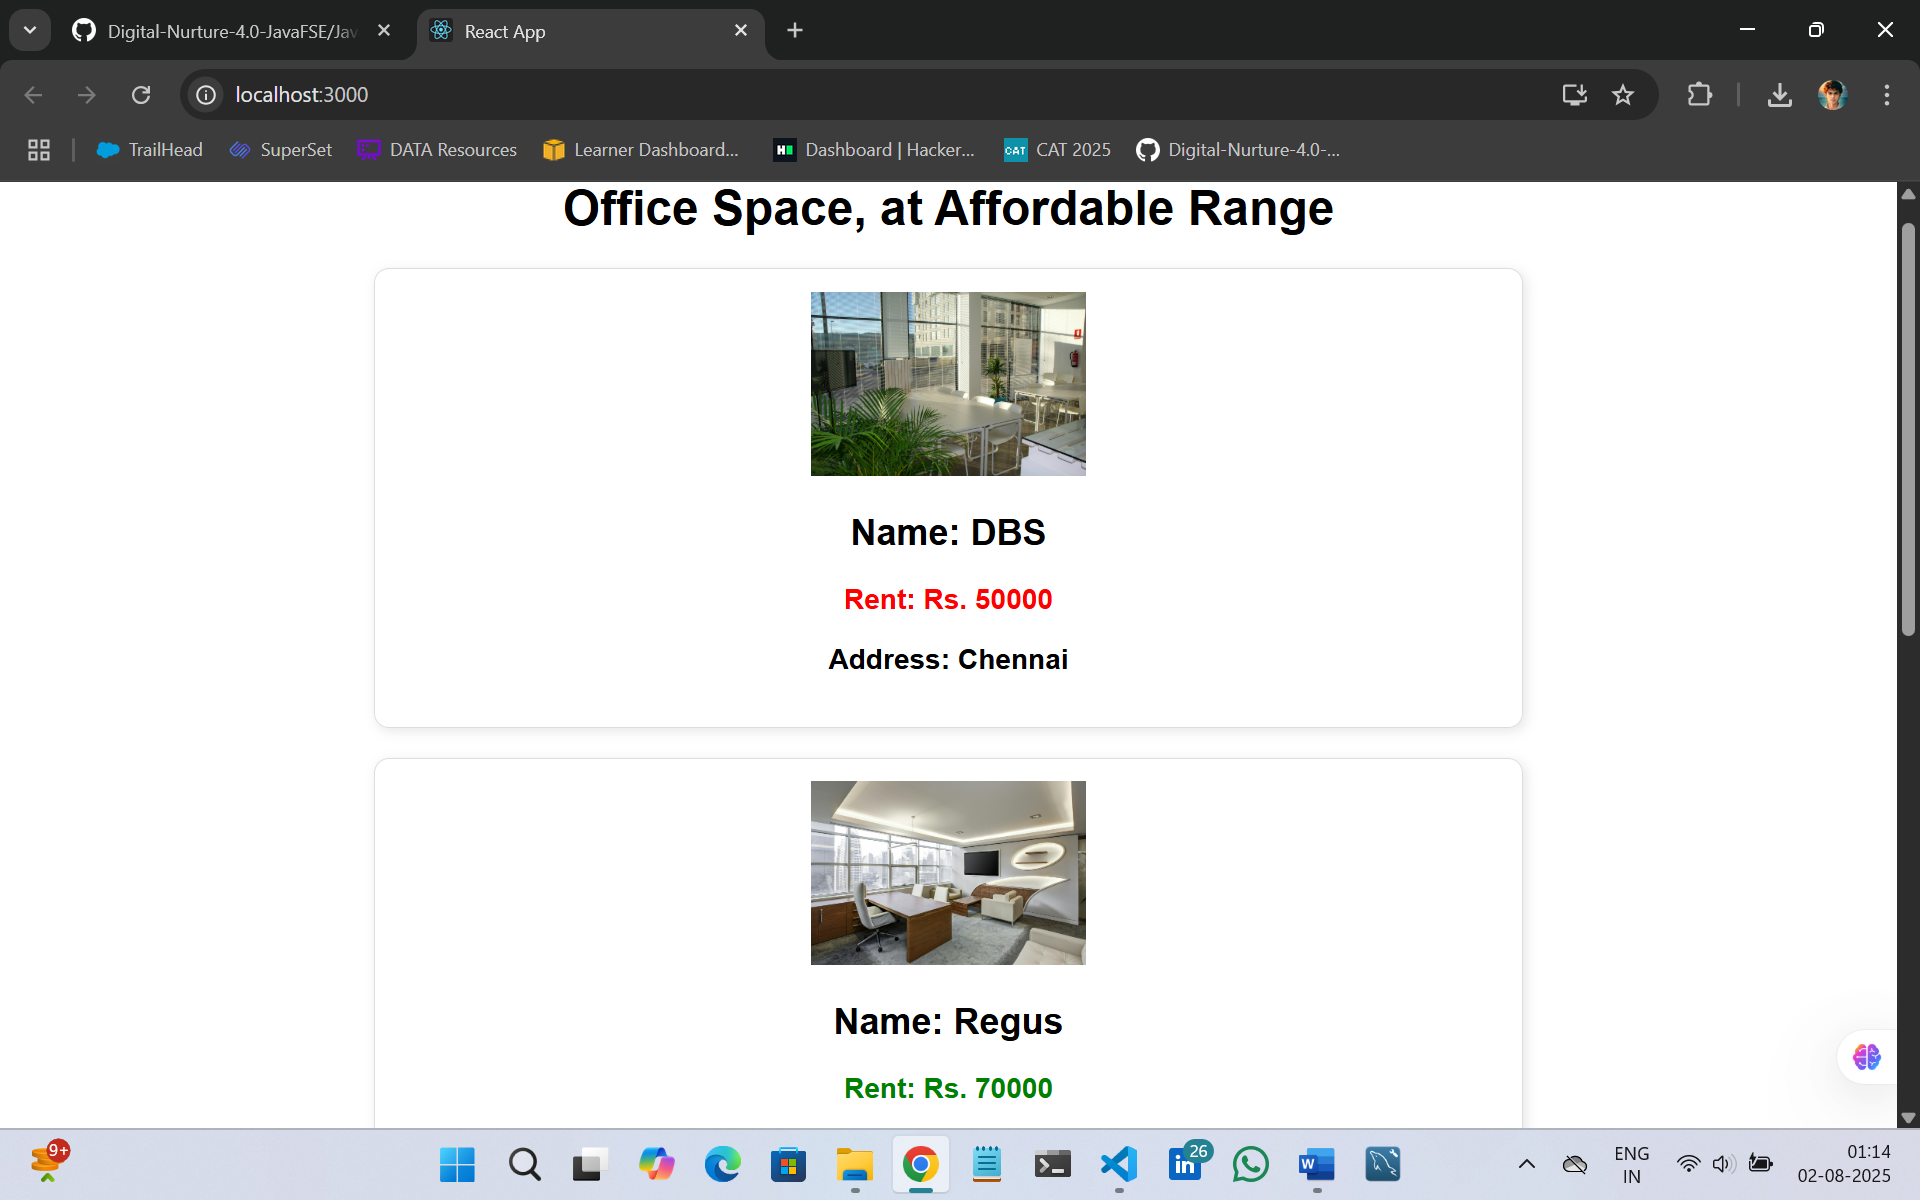 Digital-Nurture-4.0-JavaFSE/Jav
React App
localhost:3000
TrailHead
SuperSet
DATA Resources
Learner Dashboard...
Dashboard | Hacker...
CAT
CAT 2025
Digital-Nurture-4.0-...
Office Space, at Affordable Range
Name: DBS
Rent: Rs. 50000
Address: Chennai
Name: Regus
Rent: Rs. 70000
9+
26
ENG
IN
01:14
02-08-2025